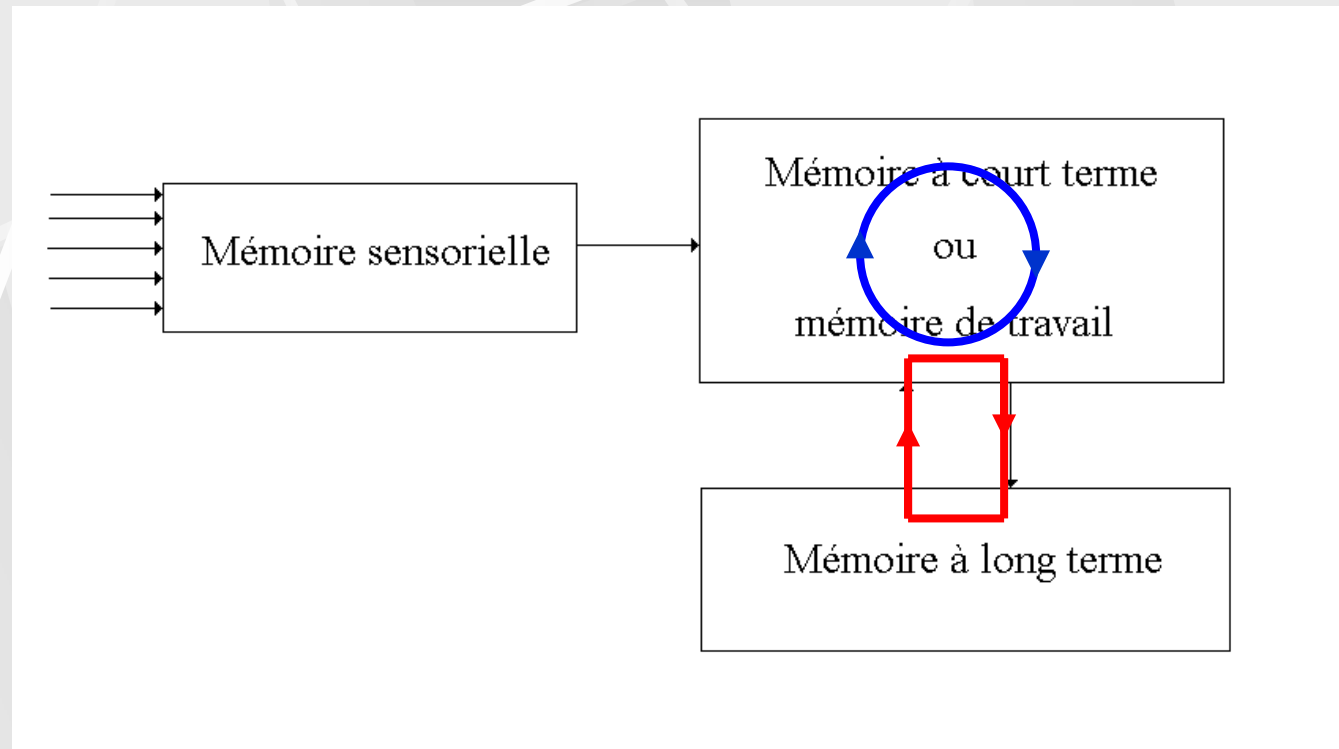 Mémoire sensorielle
Mémoire à court terme
ou
mémoire de travail
Mémoire à long terme